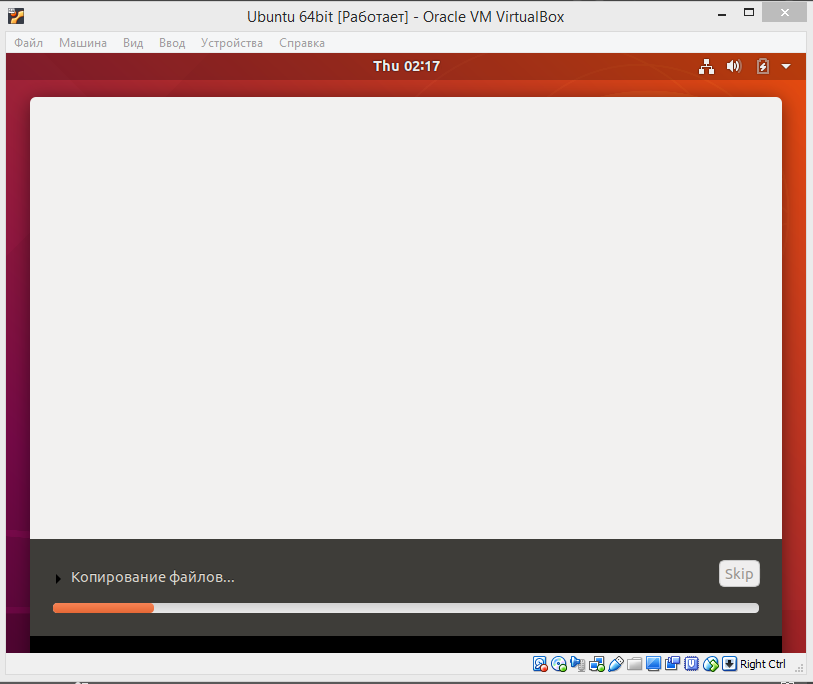 Ubuntu 64bit [Работает] - Oracle VM VirtualBox
Файл Машина Вид Ввод Устройства Справка
Thu 02:17
Копирование файлов...
Skip
Right Ctrl